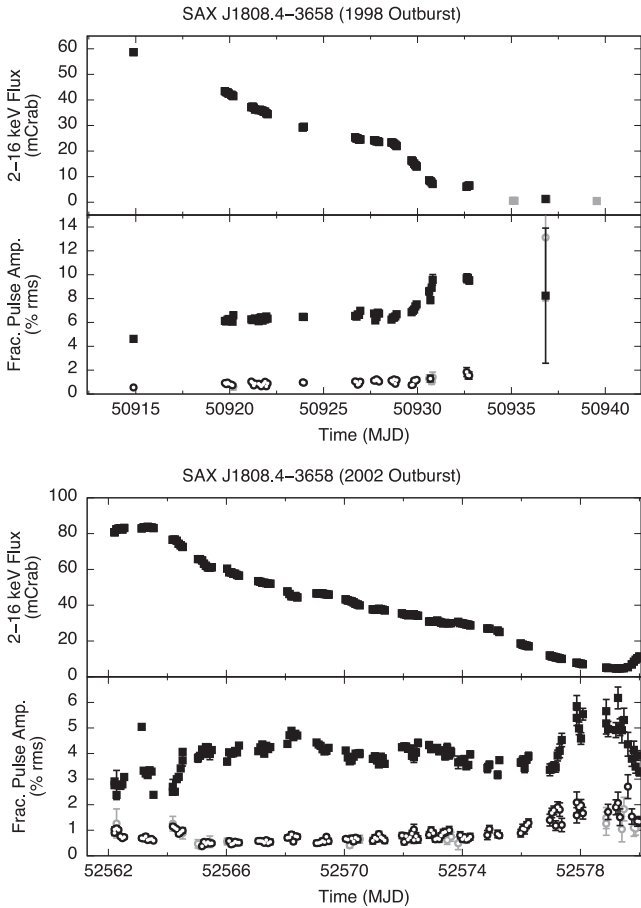 SAX J1808.4−3658 (1998 Outburst)
2−16 keV Flux
(mCrab)
60
50
40
30
20
10
0
Frac. Pulse Amp.
(% rms)
14
12
10
8
6
4
2
0
50915 50920 50925 50930 50935 50940
Time (MJD)
SAX J1808.4−3658 (2002 Outburst)
2−16 keV Flux
(mCrab)
100
80
60
40
20
0
Frac. Pulse Amp.
(% rms)
6
5
4
3
2
1
0
52562 52566 52570 52574 52578
Time (MJD)